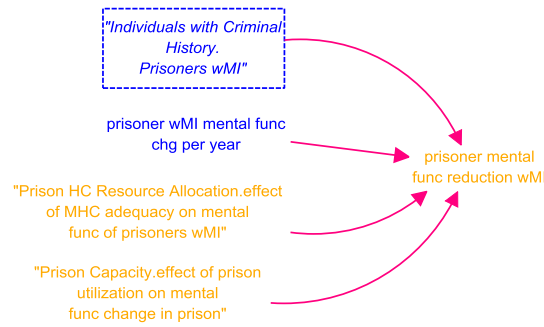 "Individuals with Criminal
History.
Prisoners wMI"
prisoner wMI mental func
chg per year
prisoner mental
func reduction wMI
"Prison HC Resource Allocation.effect
of MHC adequacy on mental
func of prisoners wMI"
"Prison Capacity.effect of prison
utilization on mental
func change in prison"